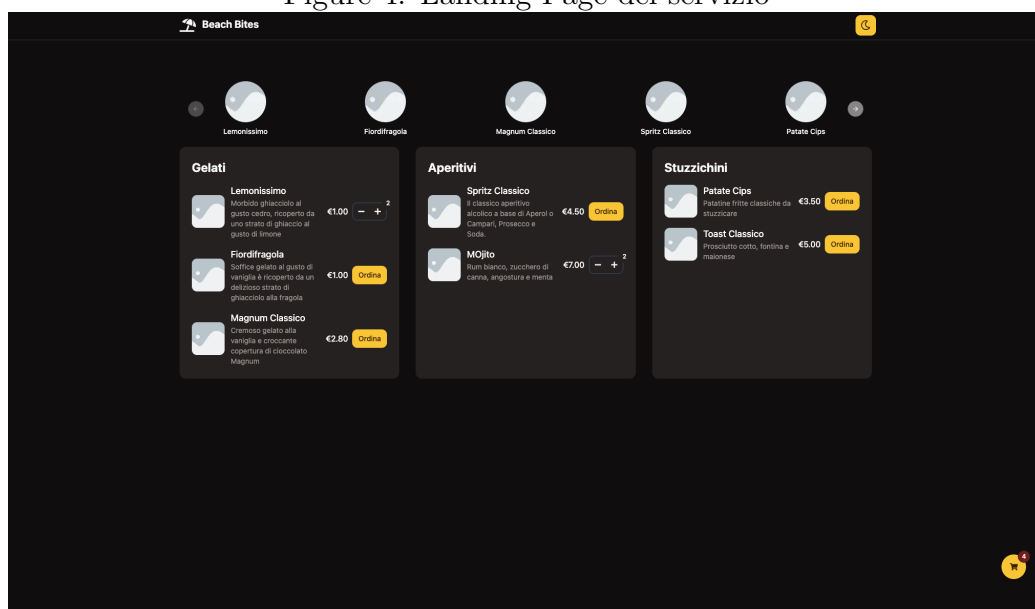 Figure 4: Landing Page del servizio
Beach Bites
Lemonissimo
Fiordifragola
Magnum Classico
Spritz Classico
Patate Cips
Gelati
Lemonissimo
Morbido ghiacciolo al
gusto cedro, ricoperto da
uno strato di ghiaccio al
gusto di limone
€1.00
2
Fiordifragola
Soffice gelato al gusto di
vaniglia è ricoperto da un
delizioso strato di
ghiacciolo alla fragola
€1.00 Ordina
Magnum Classico
Cremoso gelato alla
vaniglia e croccante
copertura di cioccolato
Magnum
€2.80 Ordina
Aperitivi
Spritz Classico
Il classico aperitivo
alcolico a base di Aperol o
Campari, Prosecco e
Soda.
€4.50 Ordina
MOjito
Rum bianco, zucchero di
canna, angostura e menta
€7.00
2
Stuzzichini
Patate Cips
Patatine fritte classiche da
stuzzicare
€3.50 Ordina
Toast Classico
Prosciutto cotto, fontina e
maionese
€5.00 Ordina
4